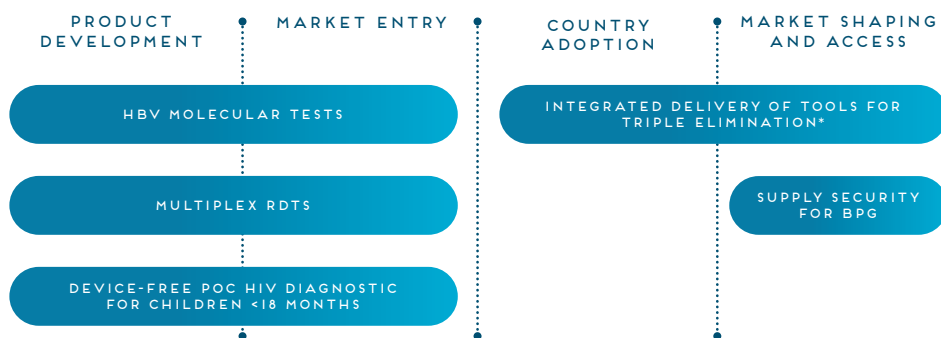 PRODUCT
DEVELOPMENT
MARKET ENTRY
COUNTRY
ADOPTION
MARKET SHAPING
AND ACCESS
HBV MOLECULAR TESTS
INTEGRATED DELIVERY OF TOOLS FOR
TRIPLE ELIMINATION*
MULTIPLEX RDTS
SUPPLY SECURITY
FOR BPG
DEVICE-FREE POC HIV DIAGNOSTIC
FOR CHILDREN <18 MONTHS